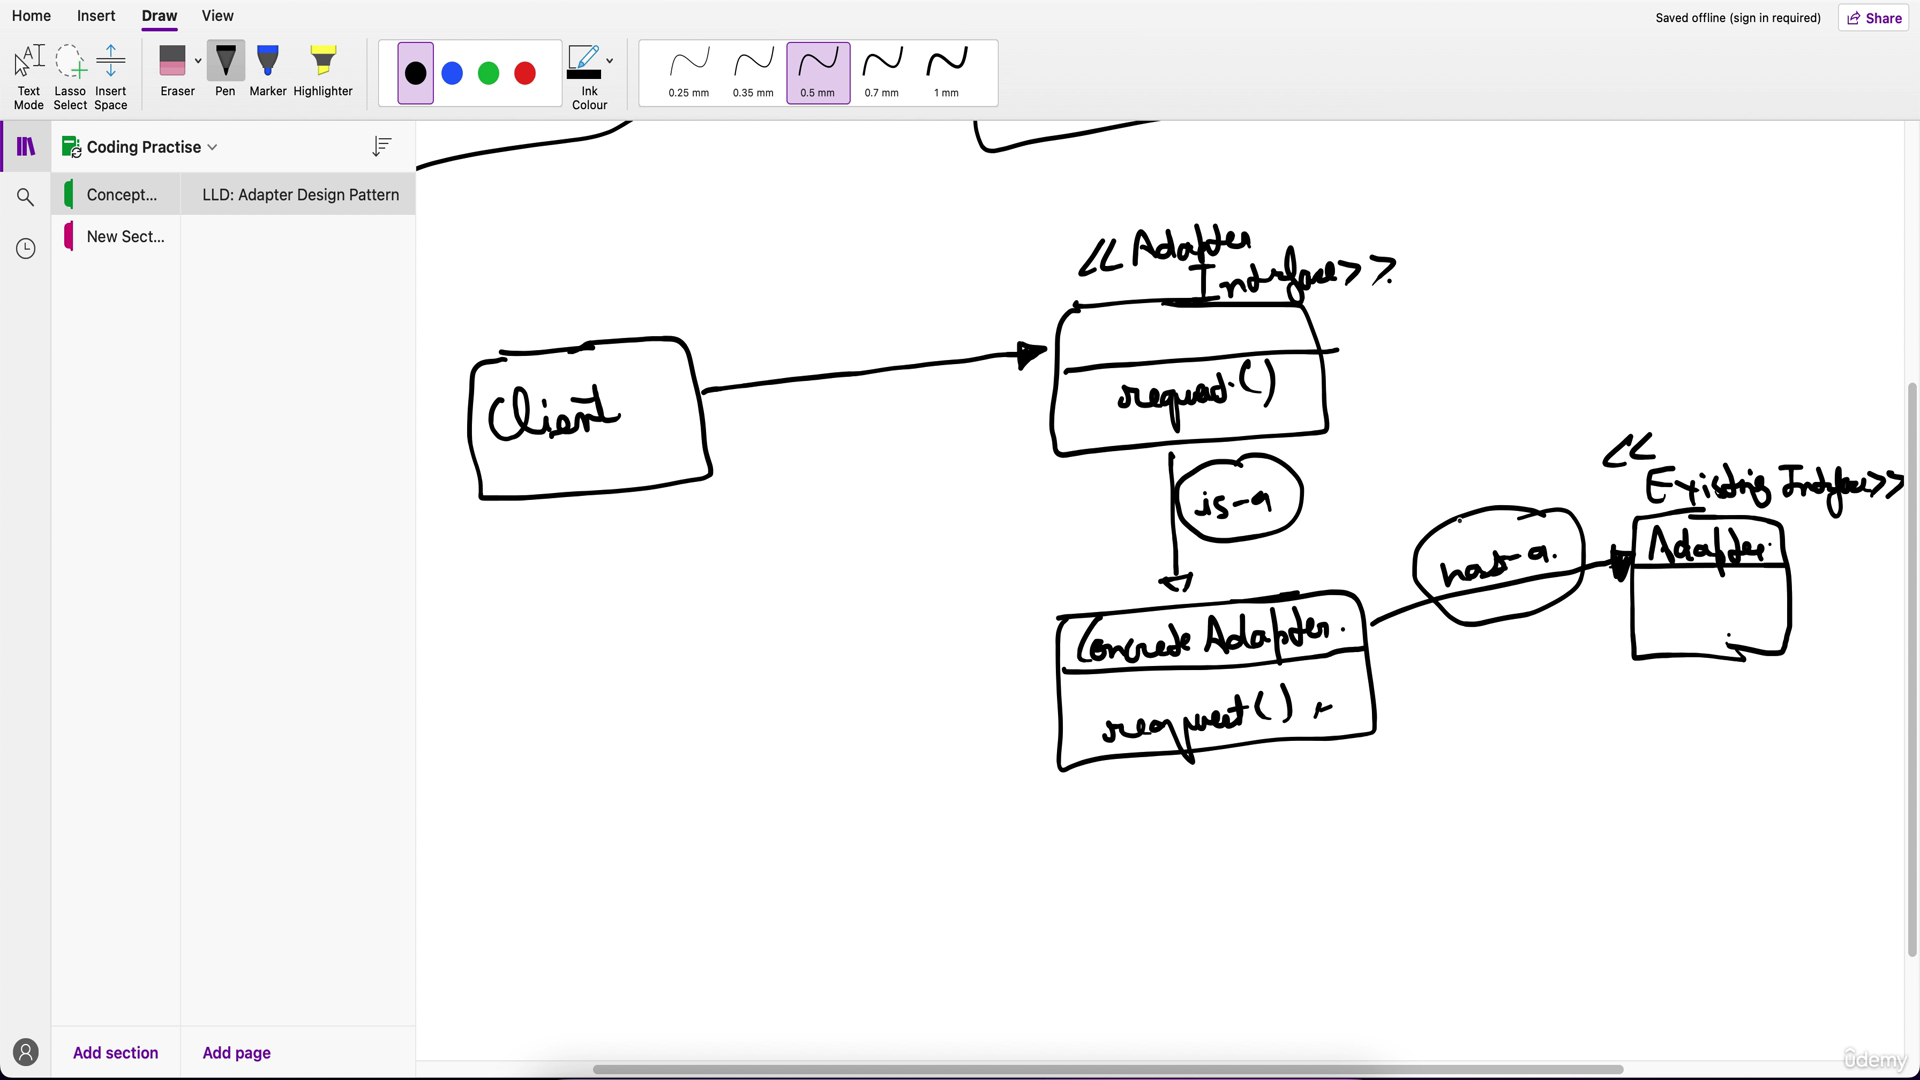 Home Insert Draw View
Saved offline (sign in required)
Share
Text Mode
Lasso Select
Insert Space
Eraser
Pen
Marker
Highlighter
Ink Colour
0.25 mm
0.35 mm
0.5 mm
0.7 mm
1 mm
Coding Practise
Concept...
LLD: Adapter Design Pattern
New Sect...
<< Adapter
Interface >>
request()
Client
is-a
<<
Existing Interface >>
Adapter
has-a
Concrete Adapter
request()
Add section
Add page
ûdemy